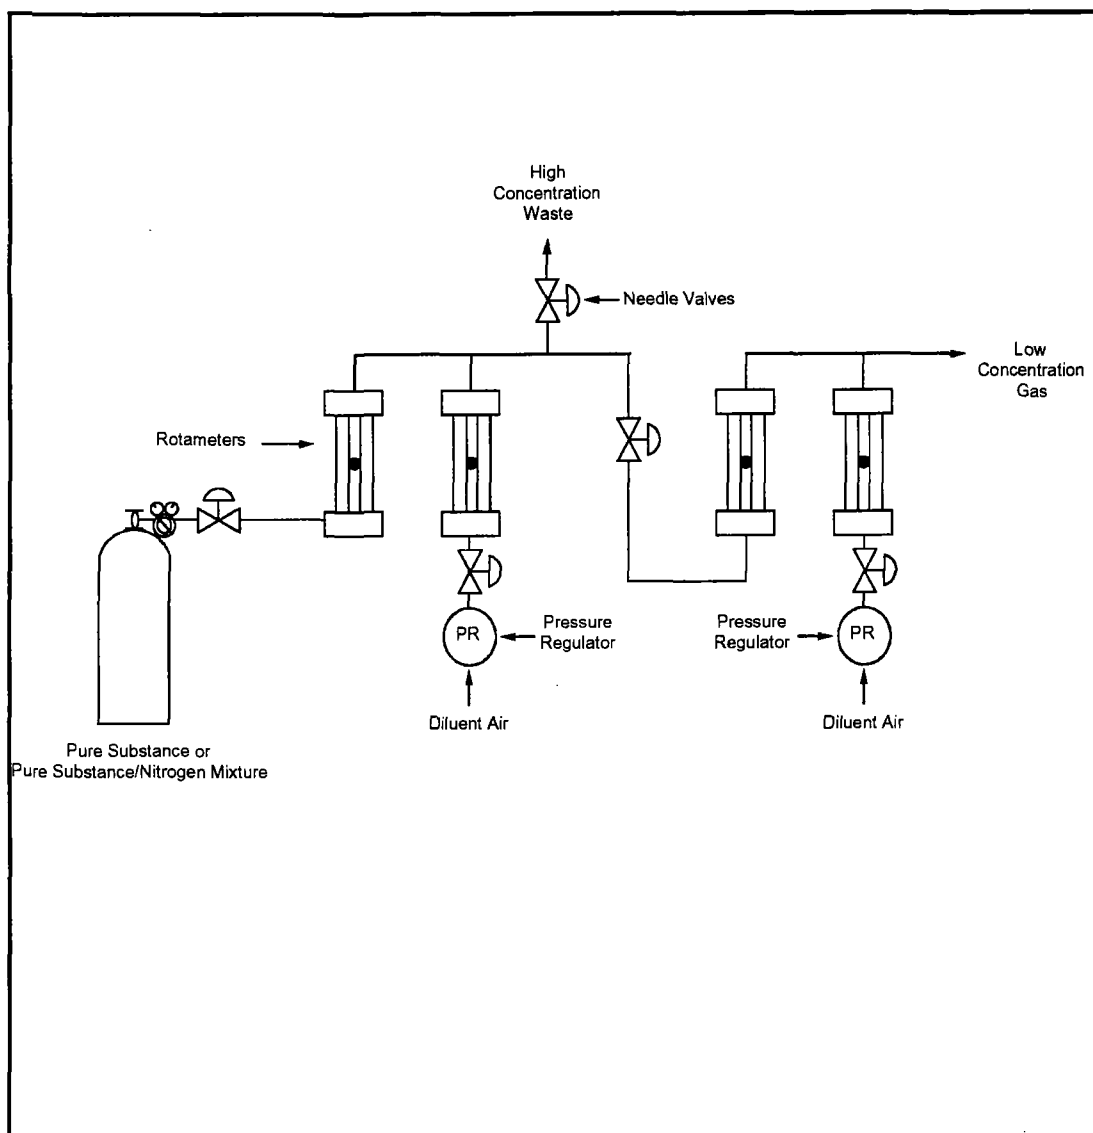 High
Concentration
Waste
Needle Valves
Low
Concentration
Gas
Rotameters
PR
Pressure
Regulator
Pressure
Regulator
PR
Diluent Air
Diluent Air
Pure Substance or
Pure Substance/Nitrogen Mixture